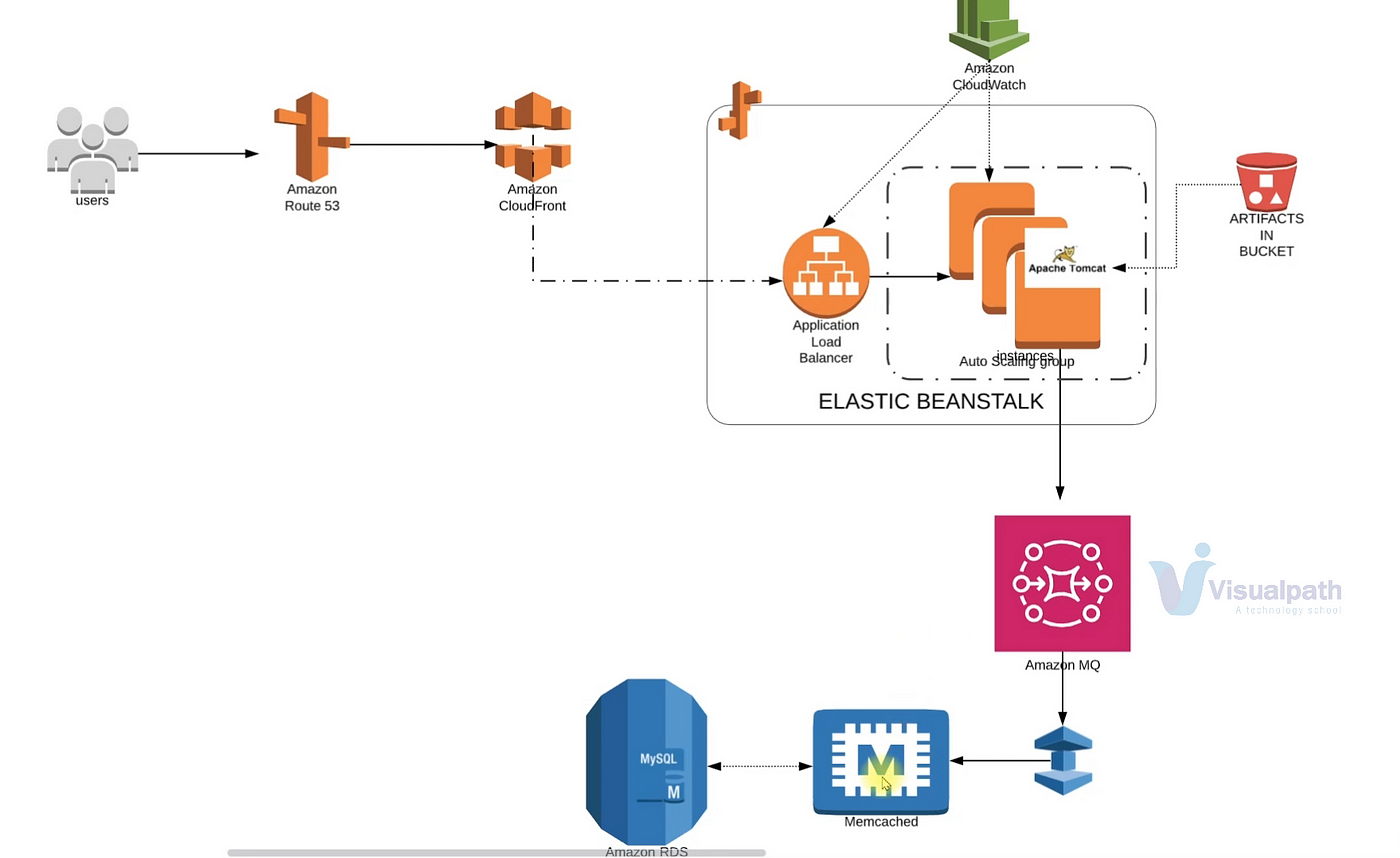 Amazon
CloudWatch
users
Amazon
Route 53
Amazon
CloudFront
Apache Tomcat
ARTIFACTS
IN
BUCKET
Application
Load
Balancer
instances
Auto Scaling group
ELASTIC BEANSTALK
Visualpath
A technology school
Amazon MQ
MySQL
M
M
Memcached
Amazon RDS